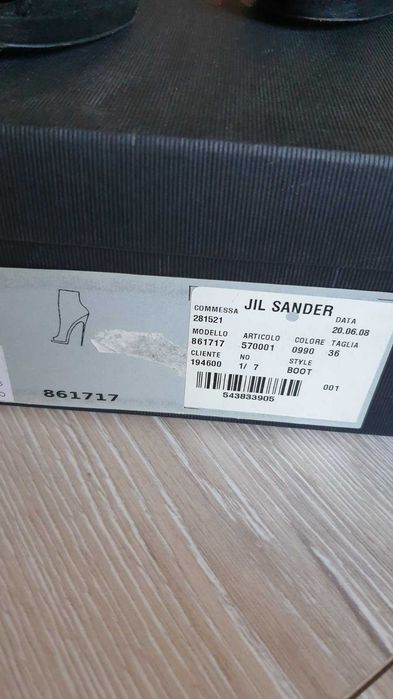 JIL SANDER
COMMESSA DATA
281521 20.06.08
MODELLO ARTICOLO COLORE TAGLIA
861717 570001 0990 36
CLIENTE NO STYLE
194600 1/ 7 BOOT 001
543833905
861717